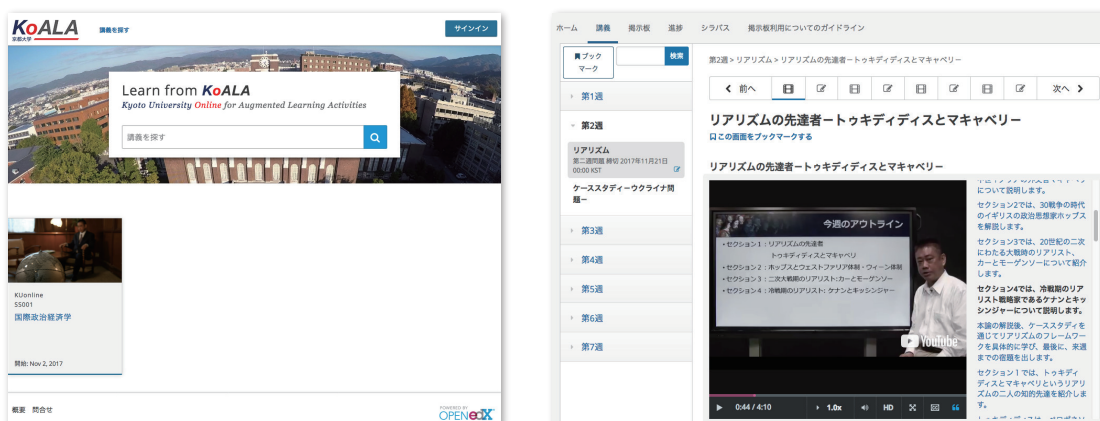 KoALA
京都大学
講義を探す
サインイン
Learn from KoALA
Kyoto University Online for Augmented Learning Activities
講義を探す
KUonline
SS001
国際政治経済学
開始: Nov 2, 2017
概要 問合せ
POWERED BY
OPEN edX
ホーム 講義 掲示板 進捗 シラバス 掲示板利用についてのガイドライン
ブックマーク
検索
第1週
第2週
リアリズム
第二週問題 締切 2017年11月21日
00:00 KST
ケーススタディーウクライナ問
題ー
第3週
第4週
第5週
第6週
第7週
第2週 > リアリズム > リアリズムの先達者ートゥキディディスとマキャベリー
前へ
次へ
リアリズムの先達者ートゥキディディスとマキャベリー
この画面をブックマークする
リアリズムの先達者ートゥキディディスとマキャベリー
今週のアウトライン
・セクション1：リアリズムの先達者
トゥキディディスとマキャベリ
・セクション2：ホッブスとウェストファリア体制・ウィーン体制
・セクション3：二次大戦期のリアリスト:カーとモーゲンソー
・セクション4：冷戦期のリアリスト: ケナンとキッシンジャー
YouTube
0:44 / 4:10
1.0x
HD
について説明します。
セクション2では、30戦争の時代
のイギリスの政治思想家ホッブス
を解説します。
セクション3では、20世紀の二次
にわたる大戦時のリアリスト、
カーとモーゲンソーについて紹介
します。
セクション4では、冷戦期のリア
リスト戦略家であるケナンとキッ
シンジャーについて説明します。
本論の解説後、ケーススタディを
通じてリアリズムのフレームワー
クを具体的に学び、最後に、来週
までの宿題を出します。
セクション１では、トゥキディ
ディスとマキャベリというリアリ
ズムの二人の知的先達を紹介しま
す。